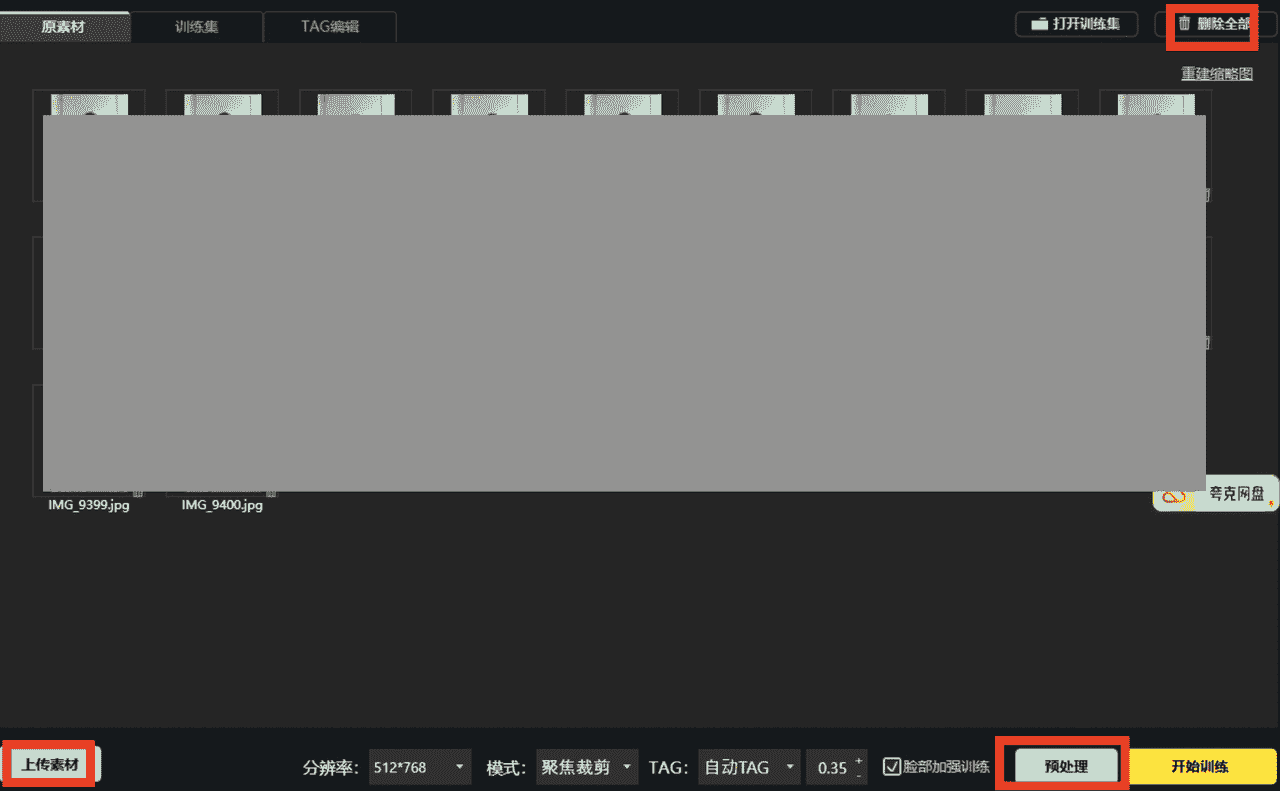 原素材 训练集 TAG编辑 打开训练集 删除全部
重建缩略图
夸克网盘
IMG_9399.jpg IMG_9400.jpg
上传素材 分辨率: 512*768 模式: 聚焦裁剪 TAG: 自动TAG 0.35 + - 脸部加强训练 预处理 开始训练